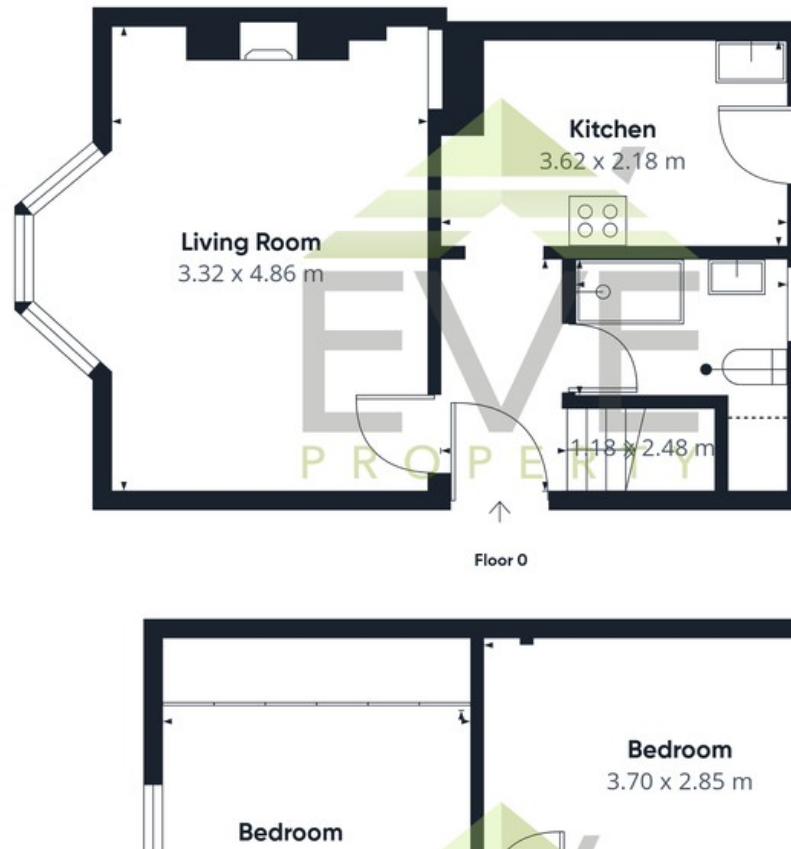 Kitchen
3.62 x 2.18 m
Living Room
3.32 x 4.86 m
EVÉ
PROPERTY
1.18 x 2.48 m
Floor 0
Bedroom
3.70 x 2.85 m
Bedroom